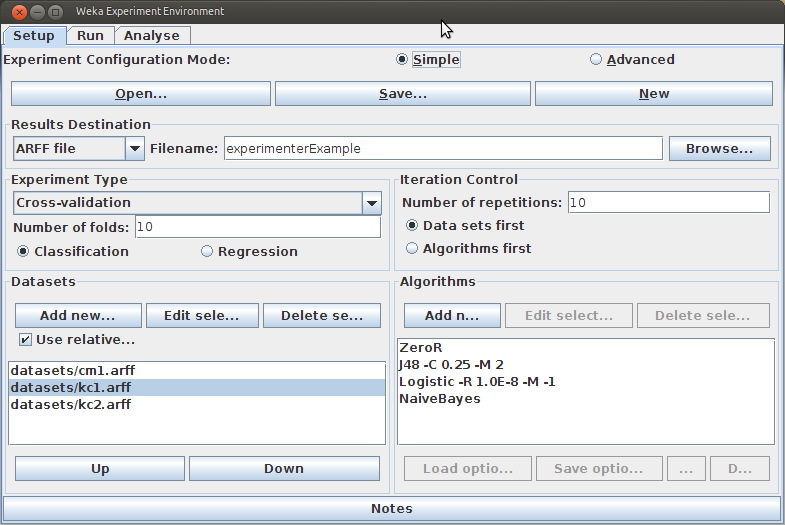 Weka Experiment Environment
Setup Run Analyse
Experiment Configuration Mode: Simple Advanced
Open... Save... New
Results Destination
ARFF file Filename: experimenterExample Browse...
Experiment Type
Cross-validation
Number of folds: 10
Classification Regression
Iteration Control
Number of repetitions: 10
Data sets first
Algorithms first
Datasets
Add new... Edit sele... Delete se...
Use relative...
datasets/cm1.arff
datasets/kc1.arff
datasets/kc2.arff
Up Down
Algorithms
Add n... Edit select... Delete sele...
ZeroR
J48 -C 0.25 -M 2
Logistic -R 1.0E-8 -M -1
NaiveBayes
Load optio... Save optio... ... D...
Notes